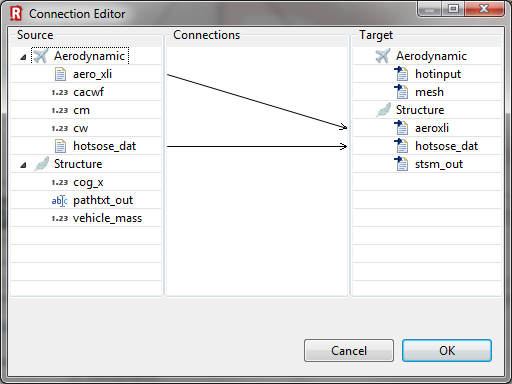 Connection Editor
Source Connections Target
Aerodynamic Aerodynamic
aero_xli hotinput
1.23 cacwf mesh
1.23 cm Structure
1.23 cw aeroxli
hotsose_dat hotsose_dat
Structure stsm_out
1.23 cog_x
abc pathtxt_out
1.23 vehicle_mass
Cancel OK